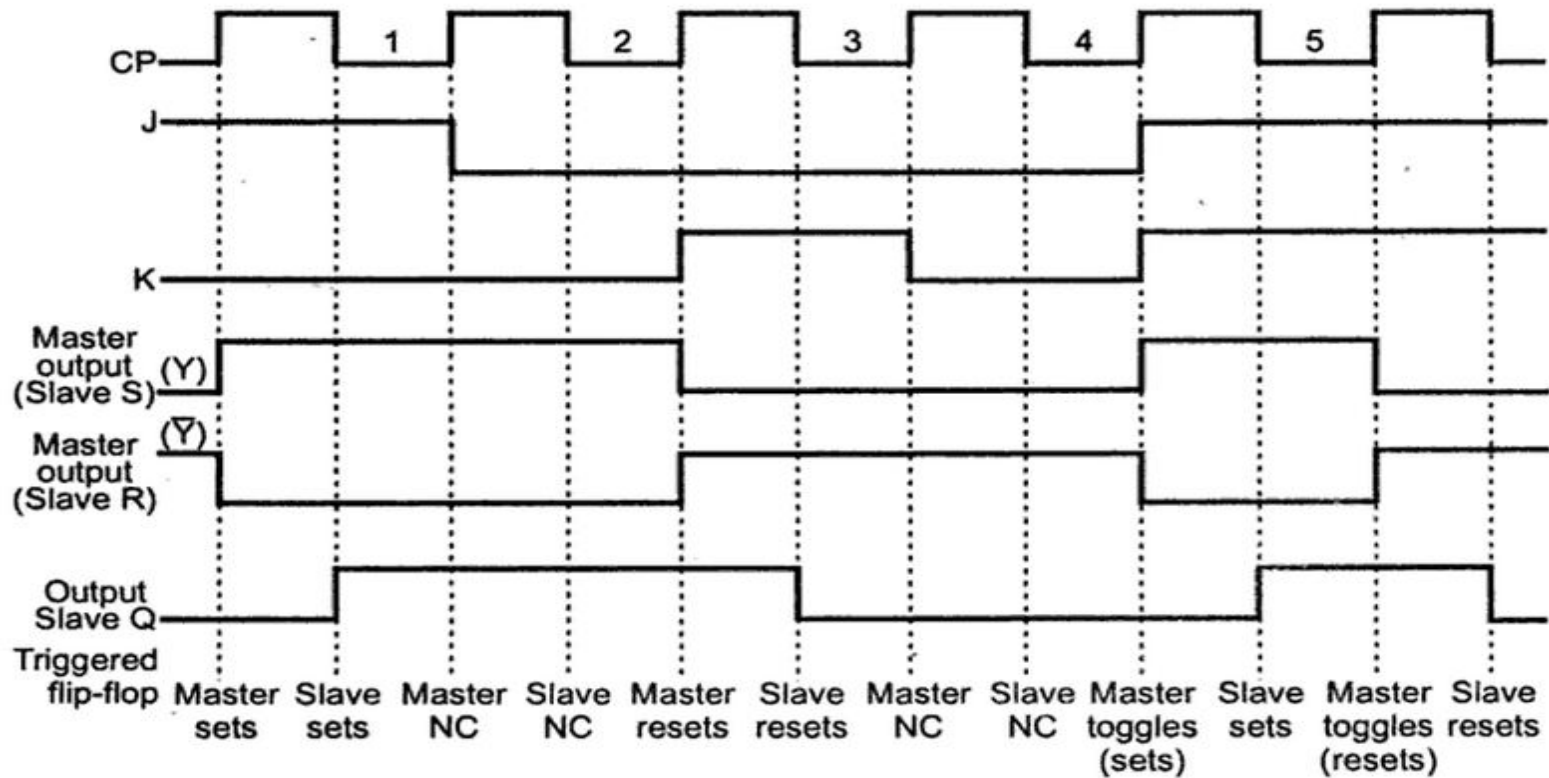 1 2 3 4 5
CP
J
K
Master
output (Y)
(Slave S)
(Y̅)
Master
output
(Slave R)
Output
Slave Q
Triggered
flip-flop
Master
sets
Slave
sets
Master
NC
Slave
NC
Master
resets
Slave
resets
Master
NC
Slave
NC
Master
toggles
(sets)
Slave
sets
Master
toggles
(resets)
Slave
resets